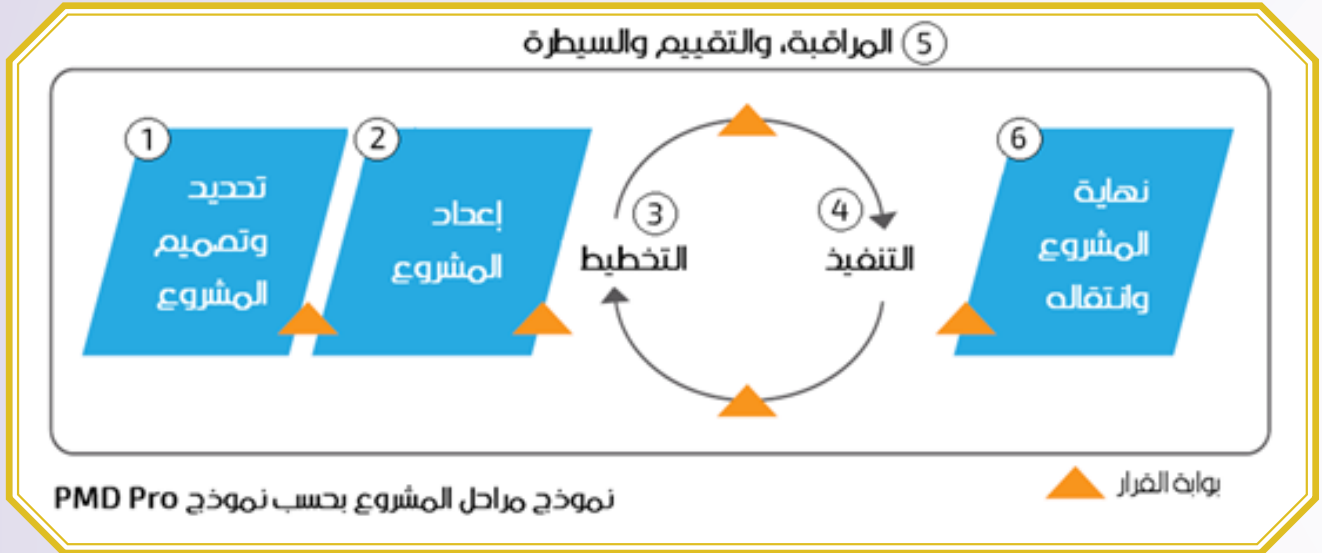 5 المراقبة، والتقييم والسيطرة
1
تحديد
وتصميم
المشروع
2
إعداد
المشروع
3
التخطيط
4
التنفيذ
6
نهاية
المشروع
وانتقاله
بوابة القرار
نموذج مراحل المشروع بحسب نموذج PMD Pro